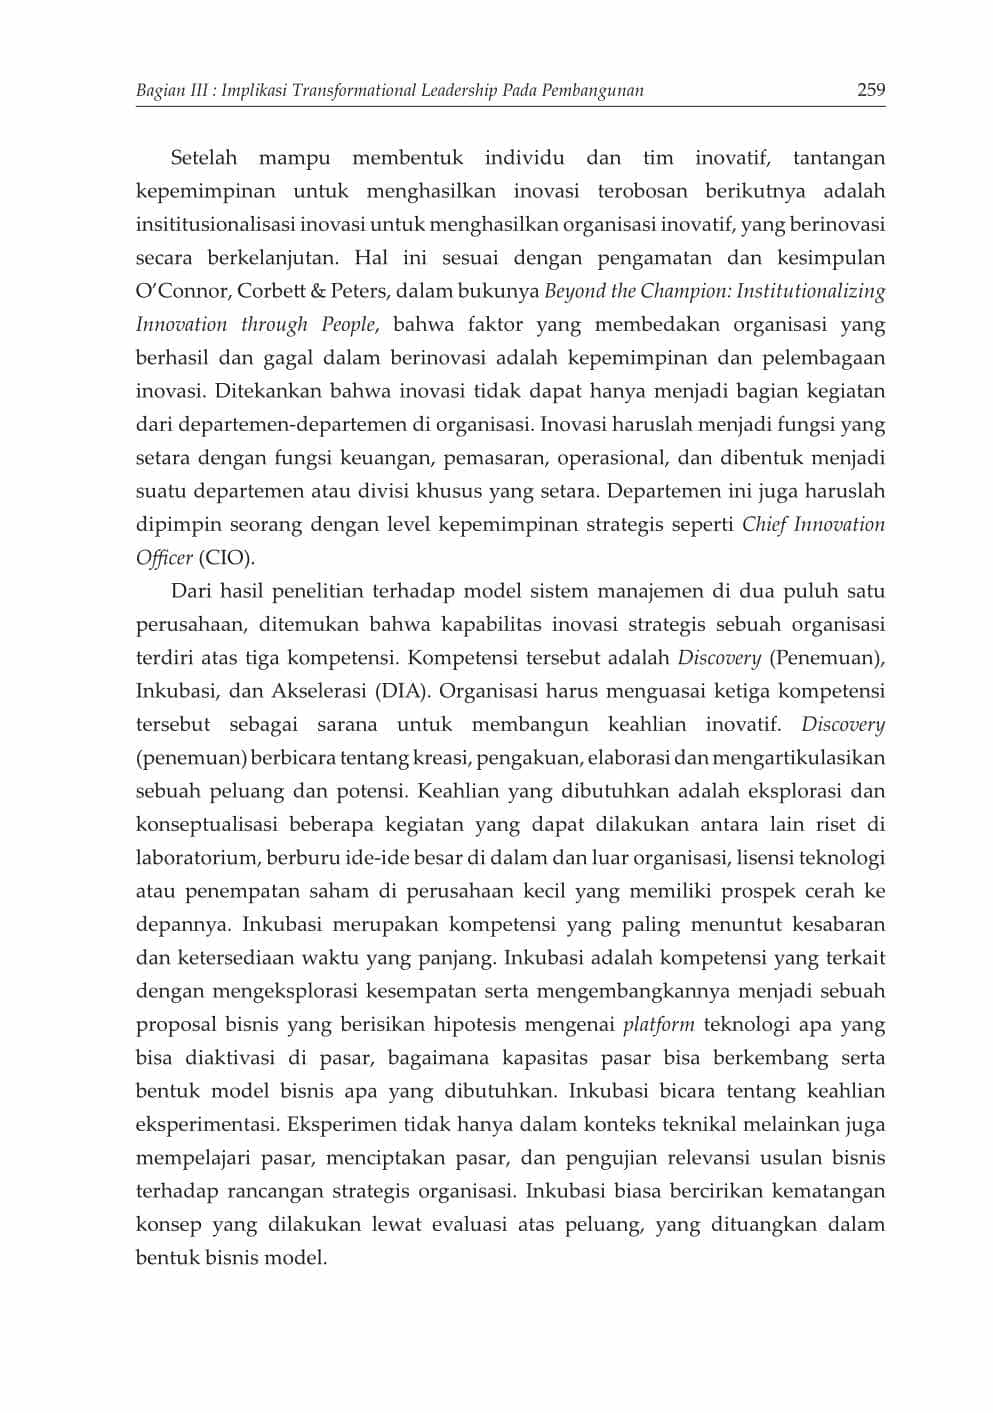 Bagian III : Implikasi Transformational Leadership Pada Pembangunan 259
Setelah mampu membentuk individu dan tim inovatif, tantangan
kepemimpinan untuk menghasilkan inovasi terobosan berikutnya adalah
insititusionalisasi inovasi untuk menghasilkan organisasi inovatif, yang berinovasi
secara berkelanjutan. Hal ini sesuai dengan pengamatan dan kesimpulan
O’Connor, Corbett & Peters, dalam bukunya Beyond the Champion: Institutionalizing
Innovation through People, bahwa faktor yang membedakan organisasi yang
berhasil dan gagal dalam berinovasi adalah kepemimpinan dan pelembagaan
inovasi. Ditekankan bahwa inovasi tidak dapat hanya menjadi bagian kegiatan
dari departemen-departemen di organisasi. Inovasi haruslah menjadi fungsi yang
setara dengan fungsi keuangan, pemasaran, operasional, dan dibentuk menjadi
suatu departemen atau divisi khusus yang setara. Departemen ini juga haruslah
dipimpin seorang dengan level kepemimpinan strategis seperti Chief Innovation
Officer (CIO).
Dari hasil penelitian terhadap model sistem manajemen di dua puluh satu
perusahaan, ditemukan bahwa kapabilitas inovasi strategis sebuah organisasi
terdiri atas tiga kompetensi. Kompetensi tersebut adalah Discovery (Penemuan),
Inkubasi, dan Akselerasi (DIA). Organisasi harus menguasai ketiga kompetensi
tersebut sebagai sarana untuk membangun keahlian inovatif. Discovery
(penemuan) berbicara tentang kreasi, pengakuan, elaborasi dan mengartikulasikan
sebuah peluang dan potensi. Keahlian yang dibutuhkan adalah eksplorasi dan
konseptualisasi beberapa kegiatan yang dapat dilakukan antara lain riset di
laboratorium, berburu ide-ide besar di dalam dan luar organisasi, lisensi teknologi
atau penempatan saham di perusahaan kecil yang memiliki prospek cerah ke
depannya. Inkubasi merupakan kompetensi yang paling menuntut kesabaran
dan ketersediaan waktu yang panjang. Inkubasi adalah kompetensi yang terkait
dengan mengeksplorasi kesempatan serta mengembangkannya menjadi sebuah
proposal bisnis yang berisikan hipotesis mengenai platform teknologi apa yang
bisa diaktivasi di pasar, bagaimana kapasitas pasar bisa berkembang serta
bentuk model bisnis apa yang dibutuhkan. Inkubasi bicara tentang keahlian
eksperimentasi. Eksperimen tidak hanya dalam konteks teknikal melainkan juga
mempelajari pasar, menciptakan pasar, dan pengujian relevansi usulan bisnis
terhadap rancangan strategis organisasi. Inkubasi biasa bercirikan kematangan
konsep yang dilakukan lewat evaluasi atas peluang, yang dituangkan dalam
bentuk bisnis model.